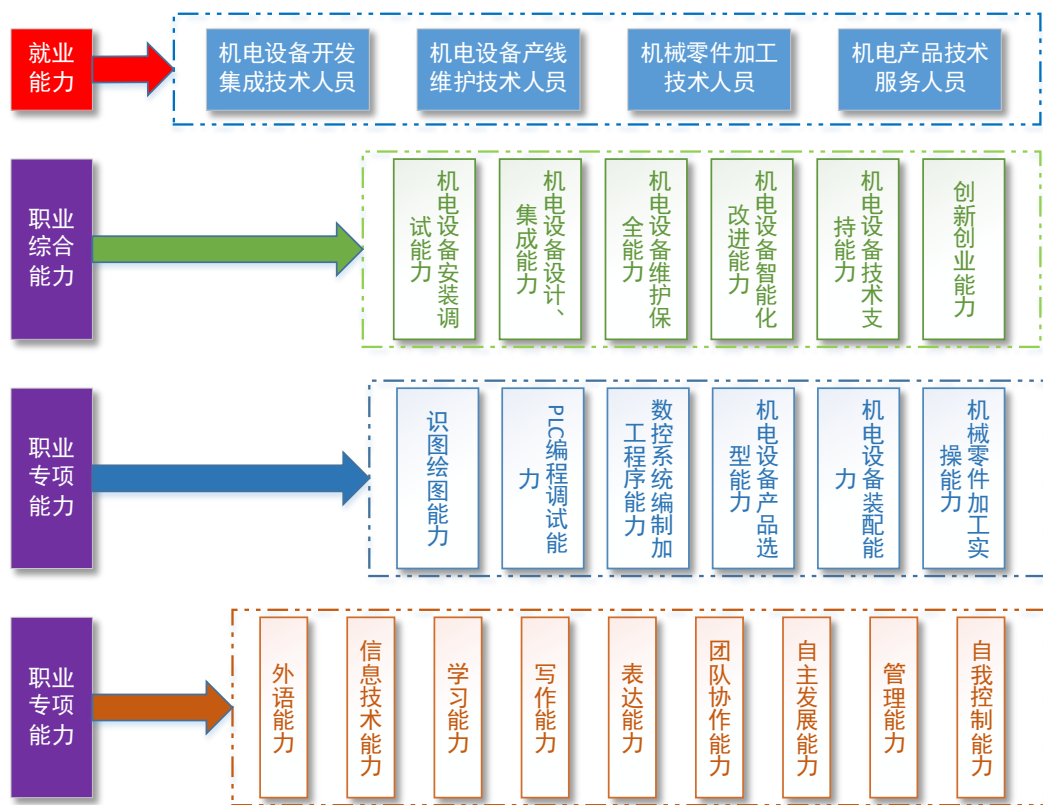 就业
能力
机电设备开发
集成技术人员
机电设备产线
维护技术人员
机械零件加工
技术人员
机电产品技术
服务人员
职业
综合
能力
机电设备安装调
试能力
机电设备设计、
集成能力
机电设备维护保
全能力
机电设备智能化
改进能力
机电设备技术支
持能力
创新创业能力
职业
专项
能力
识图绘图能力
PLC编程调试能
力
数控系统编制加
工程序能力
机电设备产品选
型能力
机电设备装配能
力
机械零件加工实
操能力
职业
专项
能力
外语能力
信息技术能力
学习能力
写作能力
表达能力
团队协作能力
自主发展能力
管理能力
自我控制能力